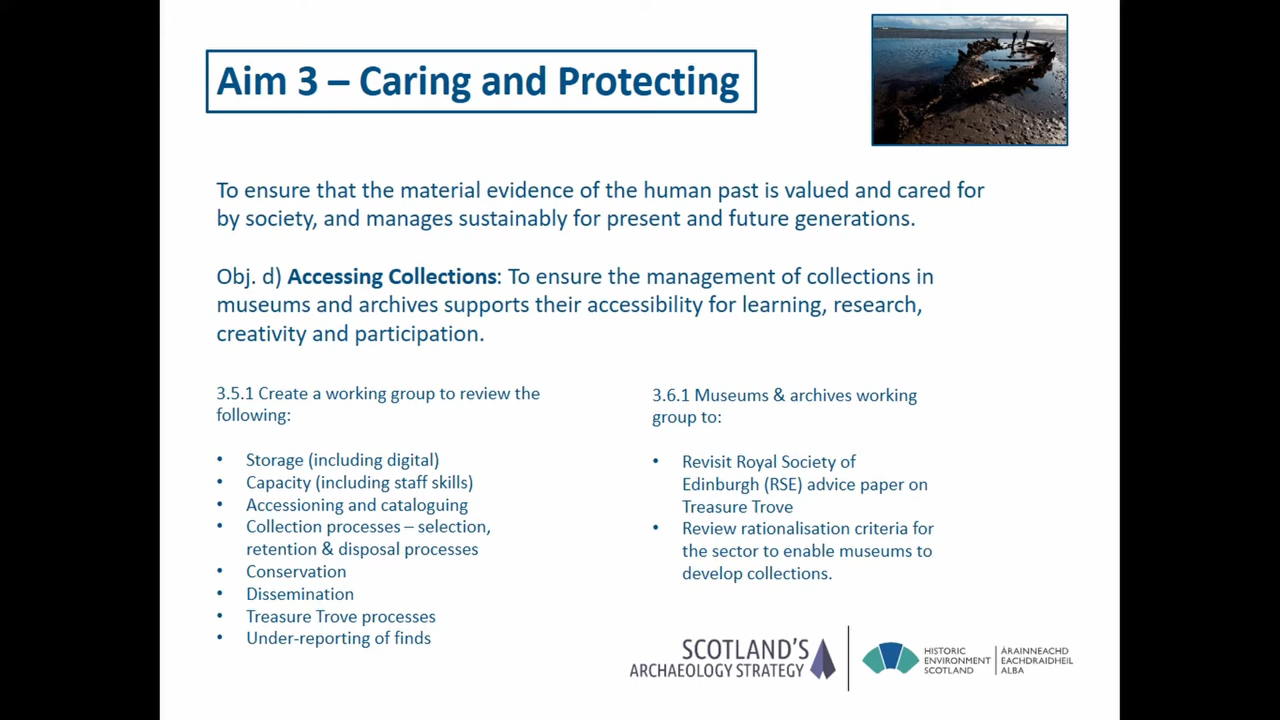 Aim 3 – Caring and Protecting
To ensure that the material evidence of the human past is valued and cared for
by society, and manages sustainably for present and future generations.
Obj. d) Accessing Collections: To ensure the management of collections in
museums and archives supports their accessibility for learning, research,
creativity and participation.
3.5.1 Create a working group to review the
following:
• Storage (including digital)
• Capacity (including staff skills)
• Accessioning and cataloguing
• Collection processes – selection,
retention & disposal processes
• Conservation
• Dissemination
• Treasure Trove processes
• Under-reporting of finds
3.6.1 Museums & archives working
group to:
• Revisit Royal Society of
Edinburgh (RSE) advice paper on
Treasure Trove
• Review rationalisation criteria for
the sector to enable museums to
develop collections.
SCOTLAND'S
ARCHAEOLOGY STRATEGY
HISTORIC
ENVIRONMENT
SCOTLAND
ÀRAINNEACHD
EACHDRAIDHEIL
ALBA